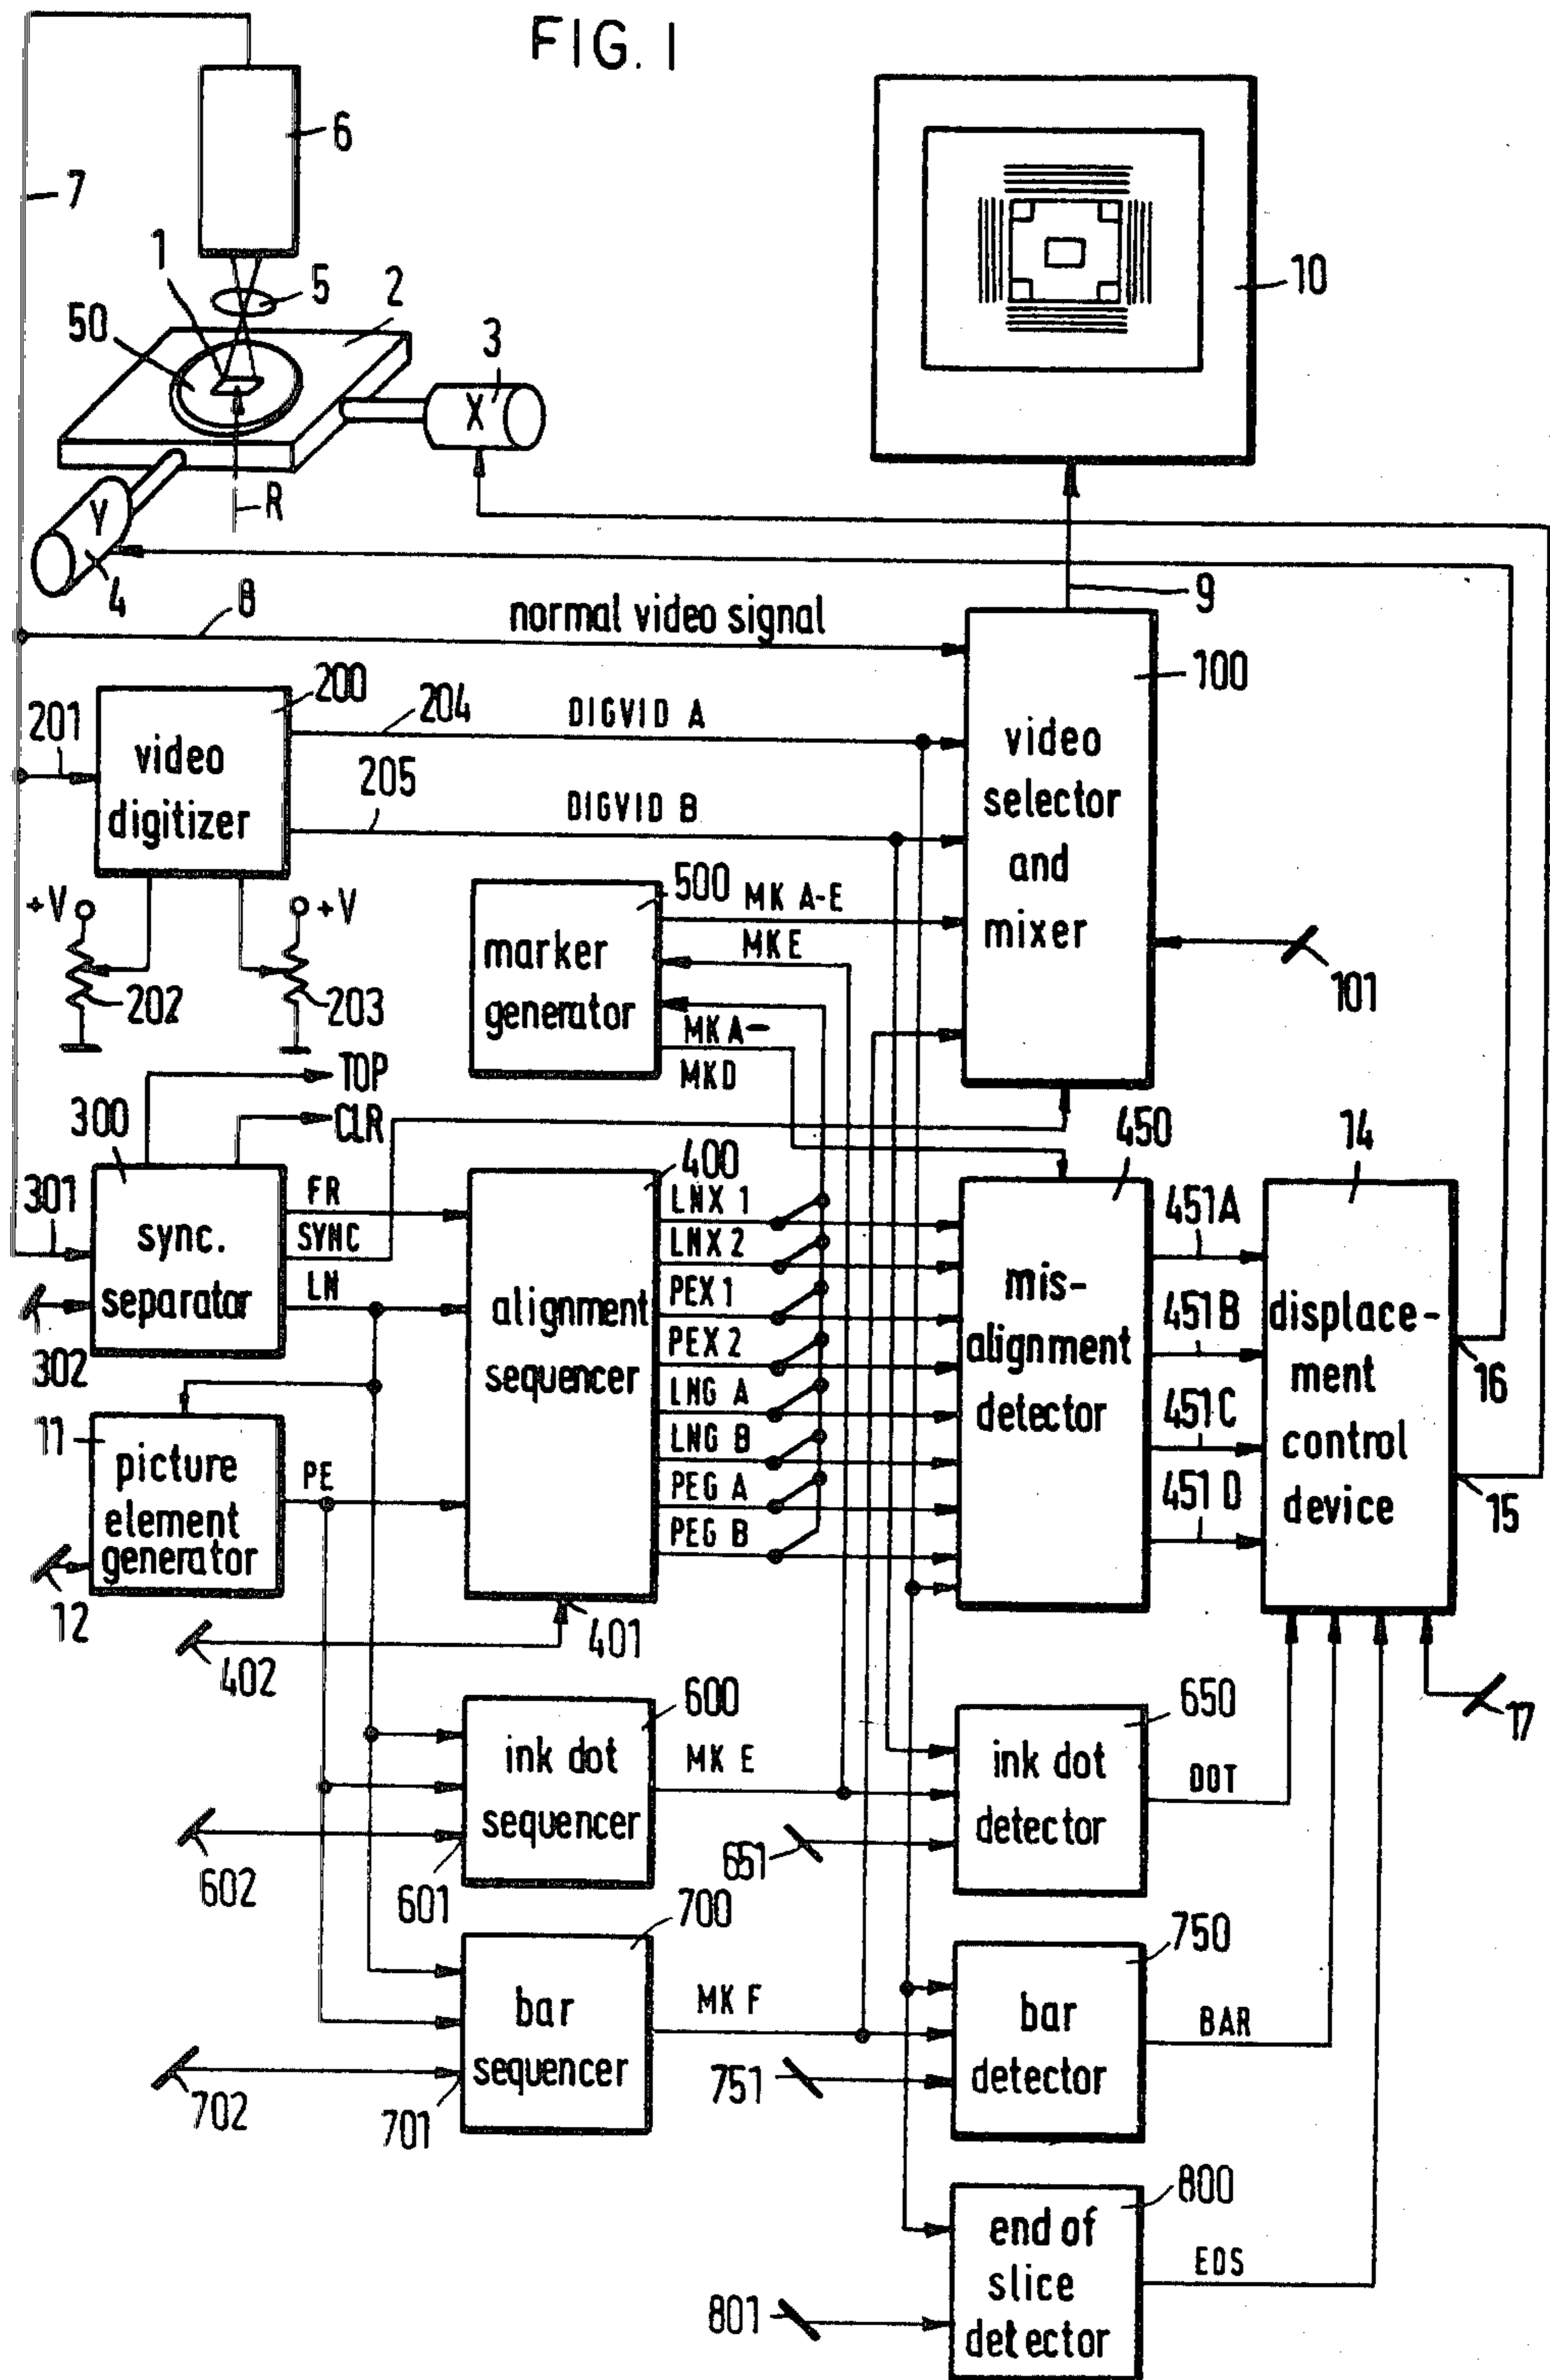 FIG. 1
6
7
1
5
2
50
3
X
10
R
Y
4
8
9
normal video signal
100
200
204
DIGVID A
201
video
digitizer
205
DIGVID B
video
selector
and
mixer
500
MK A-E
+V
+V
marker
generator
MKE
202
203
101
MKA—
MKD
TOP
CLR
300
450
14
400
301
FR
SYNC
LN
sync.
separator
LNX 1
LNX 2
PEX 1
PEX 2
LNG A
LNG B
PEG A
PEG B
alignment
sequencer
mis-
alignment
detector
451A
451B
451C
451D
displace-
ment
control
device
302
16
15
11
picture
element
generator
PE
12
401
402
17
600
650
ink dot
sequencer
MK E
ink dot
detector
DOT
602
601
651
700
750
bar
sequencer
MK F
bar
detector
BAR
702
701
751
800
end of
slice
detector
EOS
801